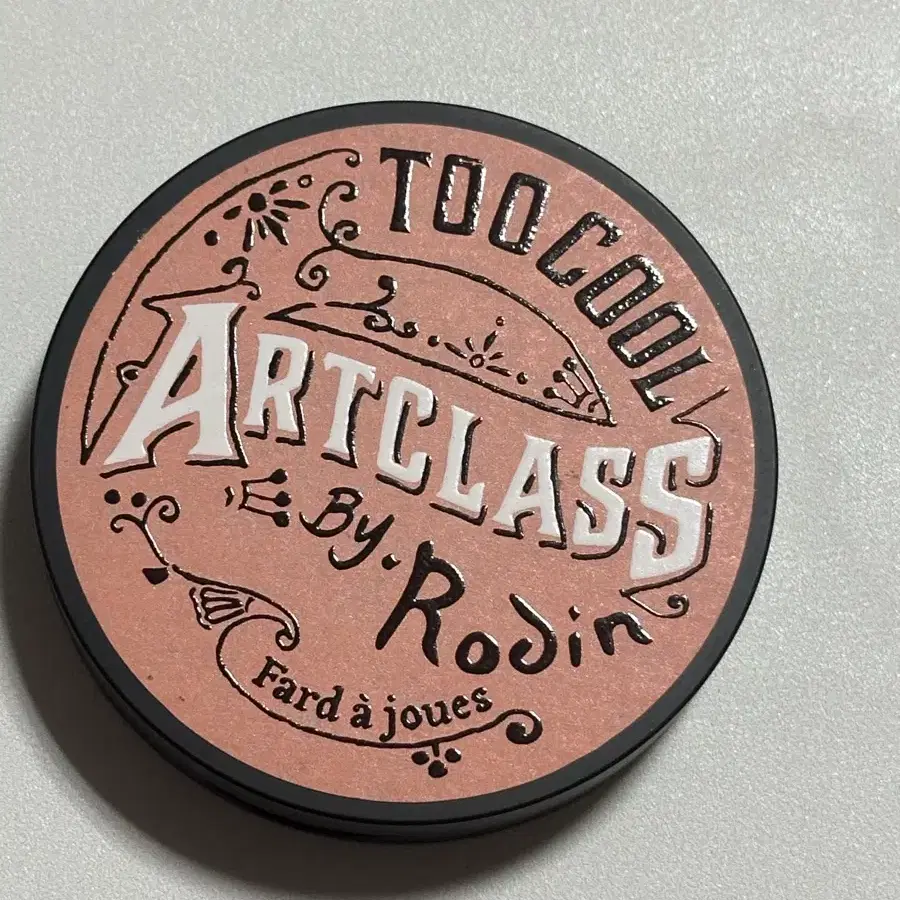 TOO COOL
ARTCLASS
By. Rodin
Fard à joues